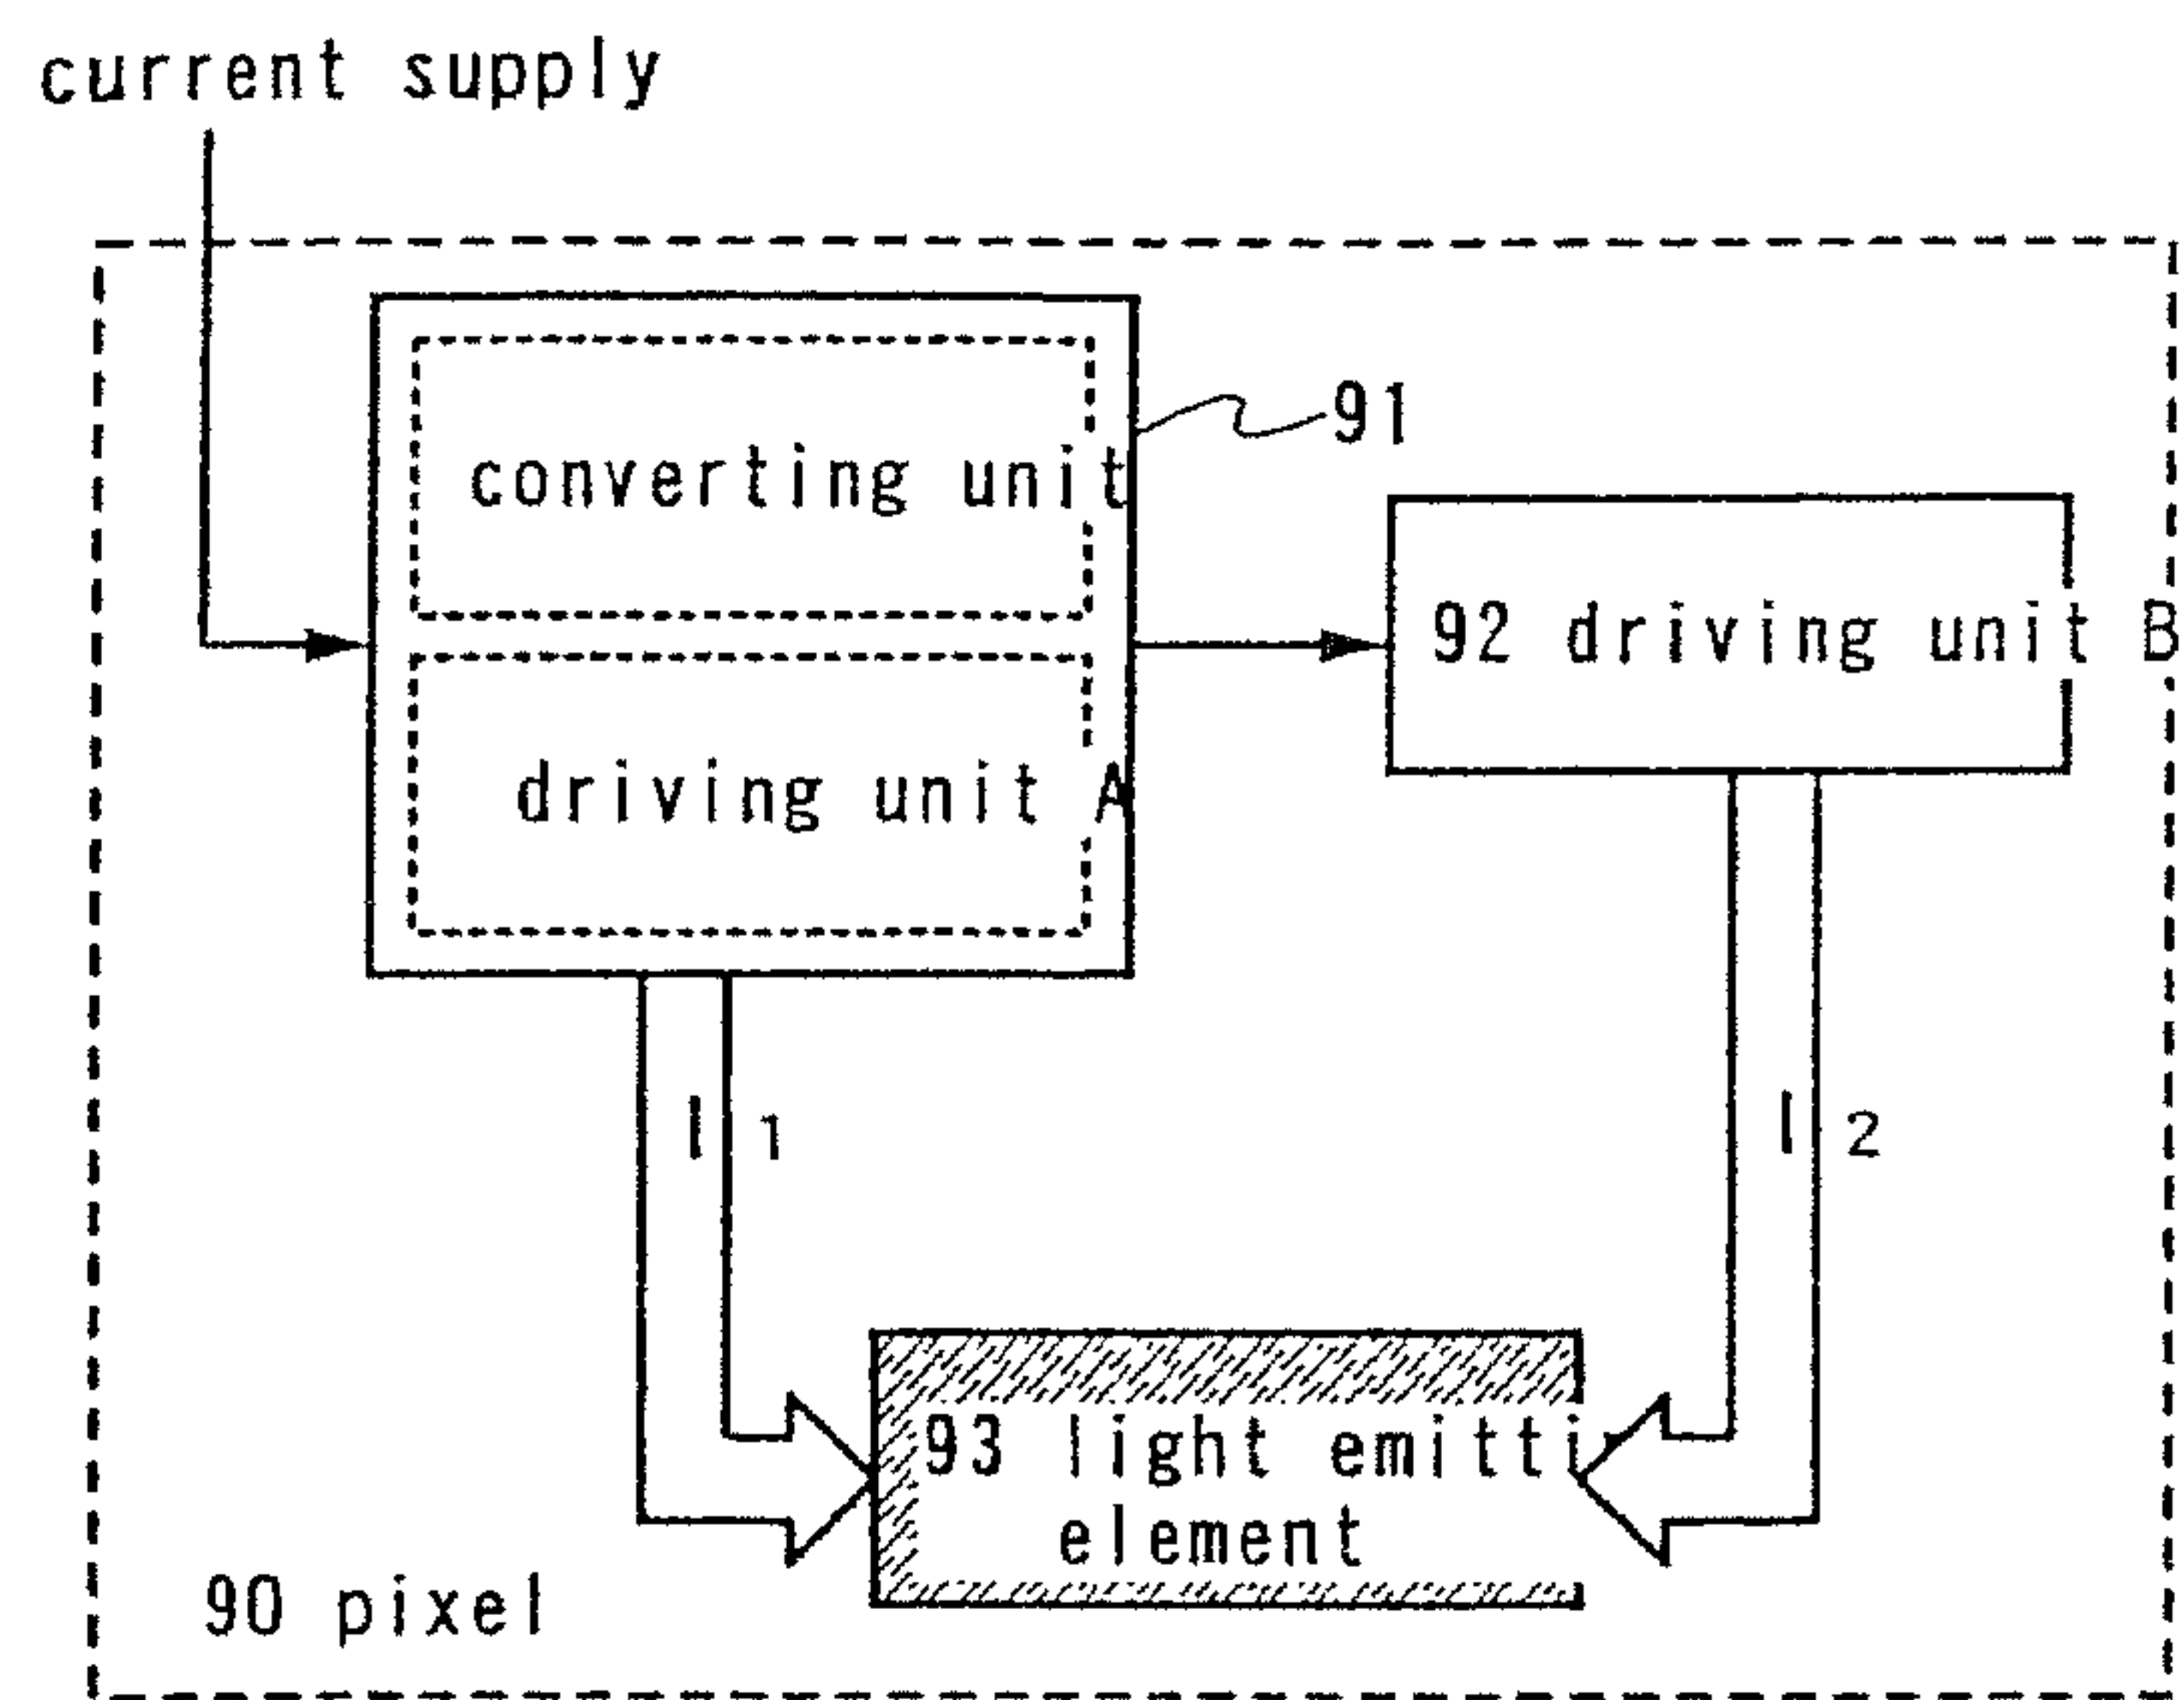 current supply
converting unit
91
92 driving unit B
driving unit A
I 1
I 2
93 light emitti
element
90 pixel